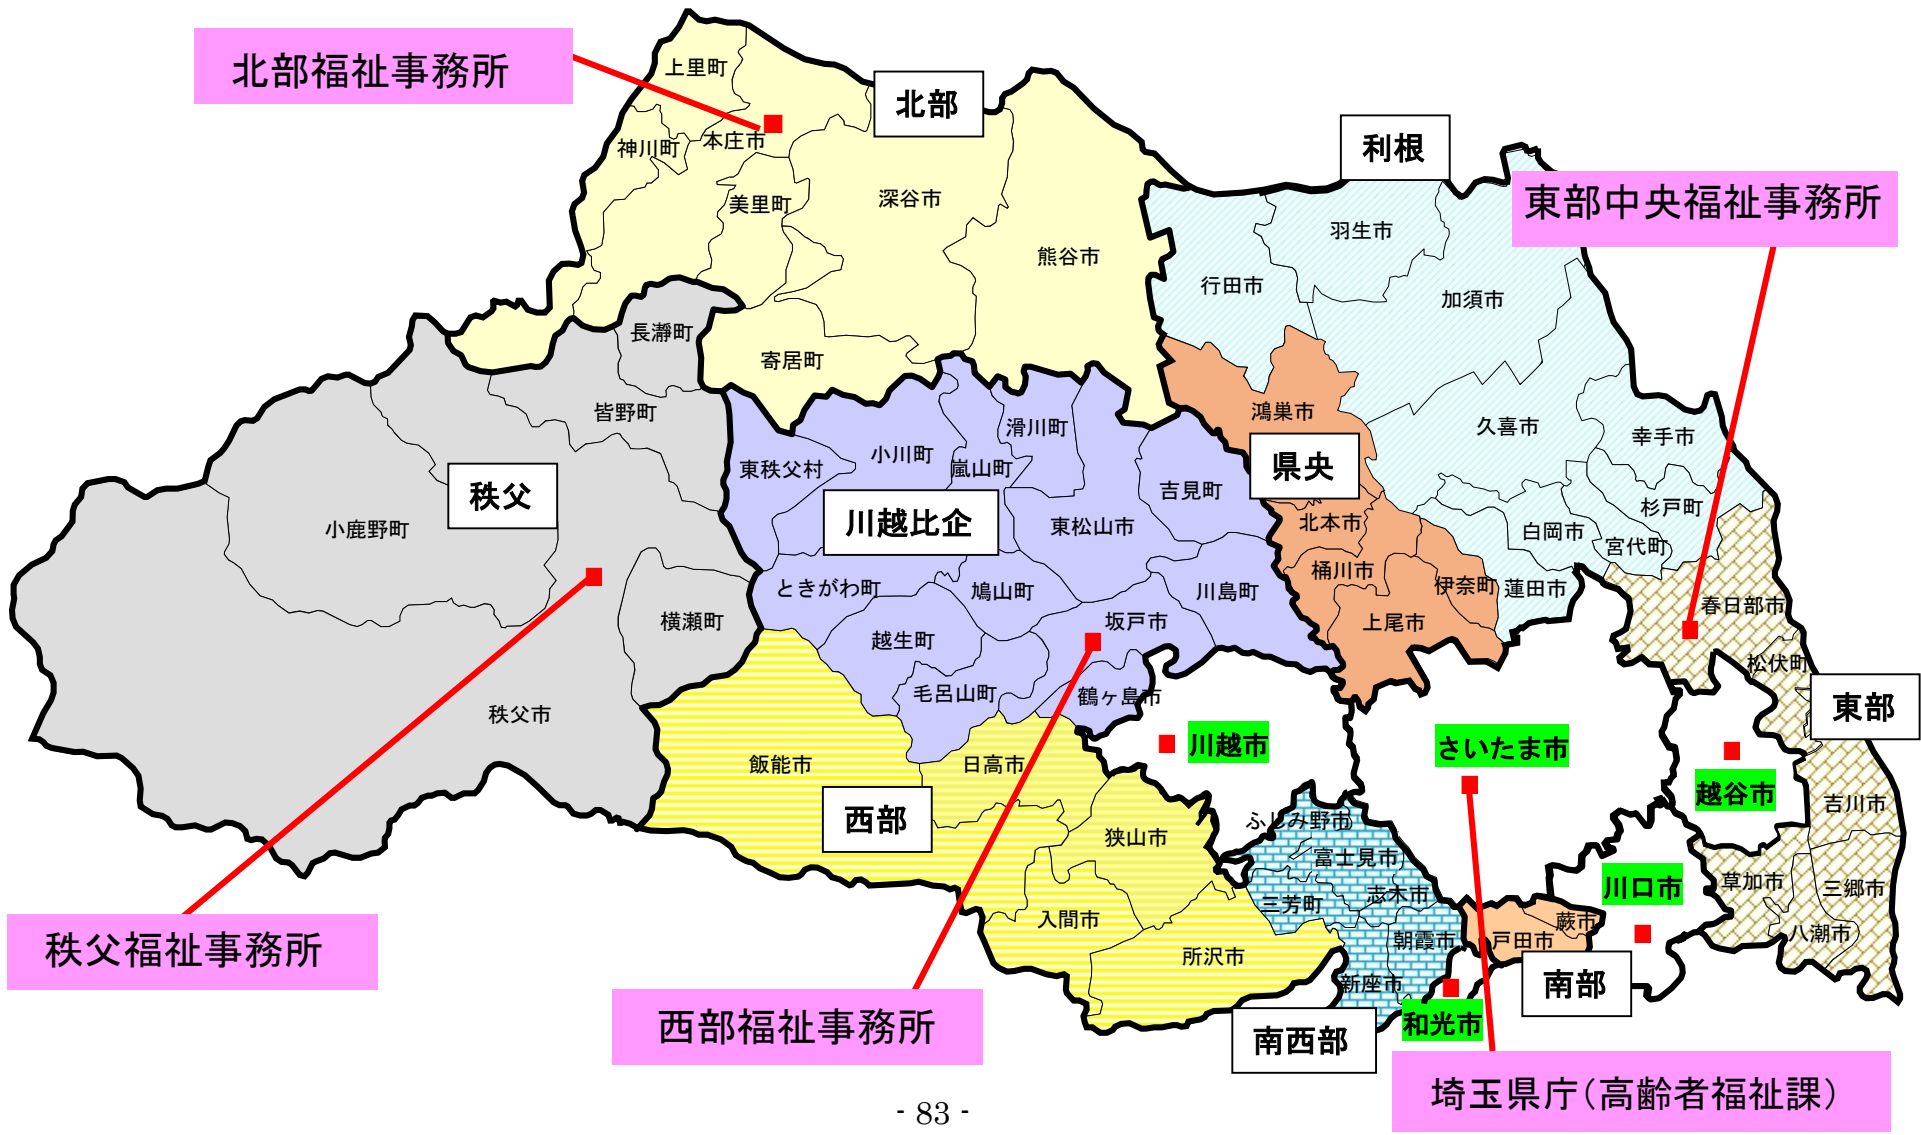 北部福祉事務所
上里町
北部
本庄市
神川町
利根
東部中央福祉事務所
美里町
深谷市
羽生市
熊谷市
行田市
加須市
長瀞町
寄居町
皆野町
鴻巣市
久喜市
幸手市
滑川町
小川町
嵐山町
東秩父村
県央
秩父
吉見町
杉戸町
川越比企
北本市
小鹿野町
東松山市
白岡市
宮代町
桶川市
伊奈町
蓮田市
ときがわ町
鳩山町
川島町
春日部市
横瀬町
坂戸市
上尾市
越生町
松伏町
毛呂山町
鶴ヶ島市
東部
秩父市
川越市
さいたま市
飯能市
日高市
越谷市
吉川市
西部
ふじみ野市
狭山市
富士見市
草加市
川口市
三郷市
志木市
三芳町
入間市
蕨市
八潮市
朝霞市
戸田市
秩父福祉事務所
所沢市
新座市
南部
西部福祉事務所
和光市
南西部
埼玉県庁(高齢者福祉課)
- 83 -